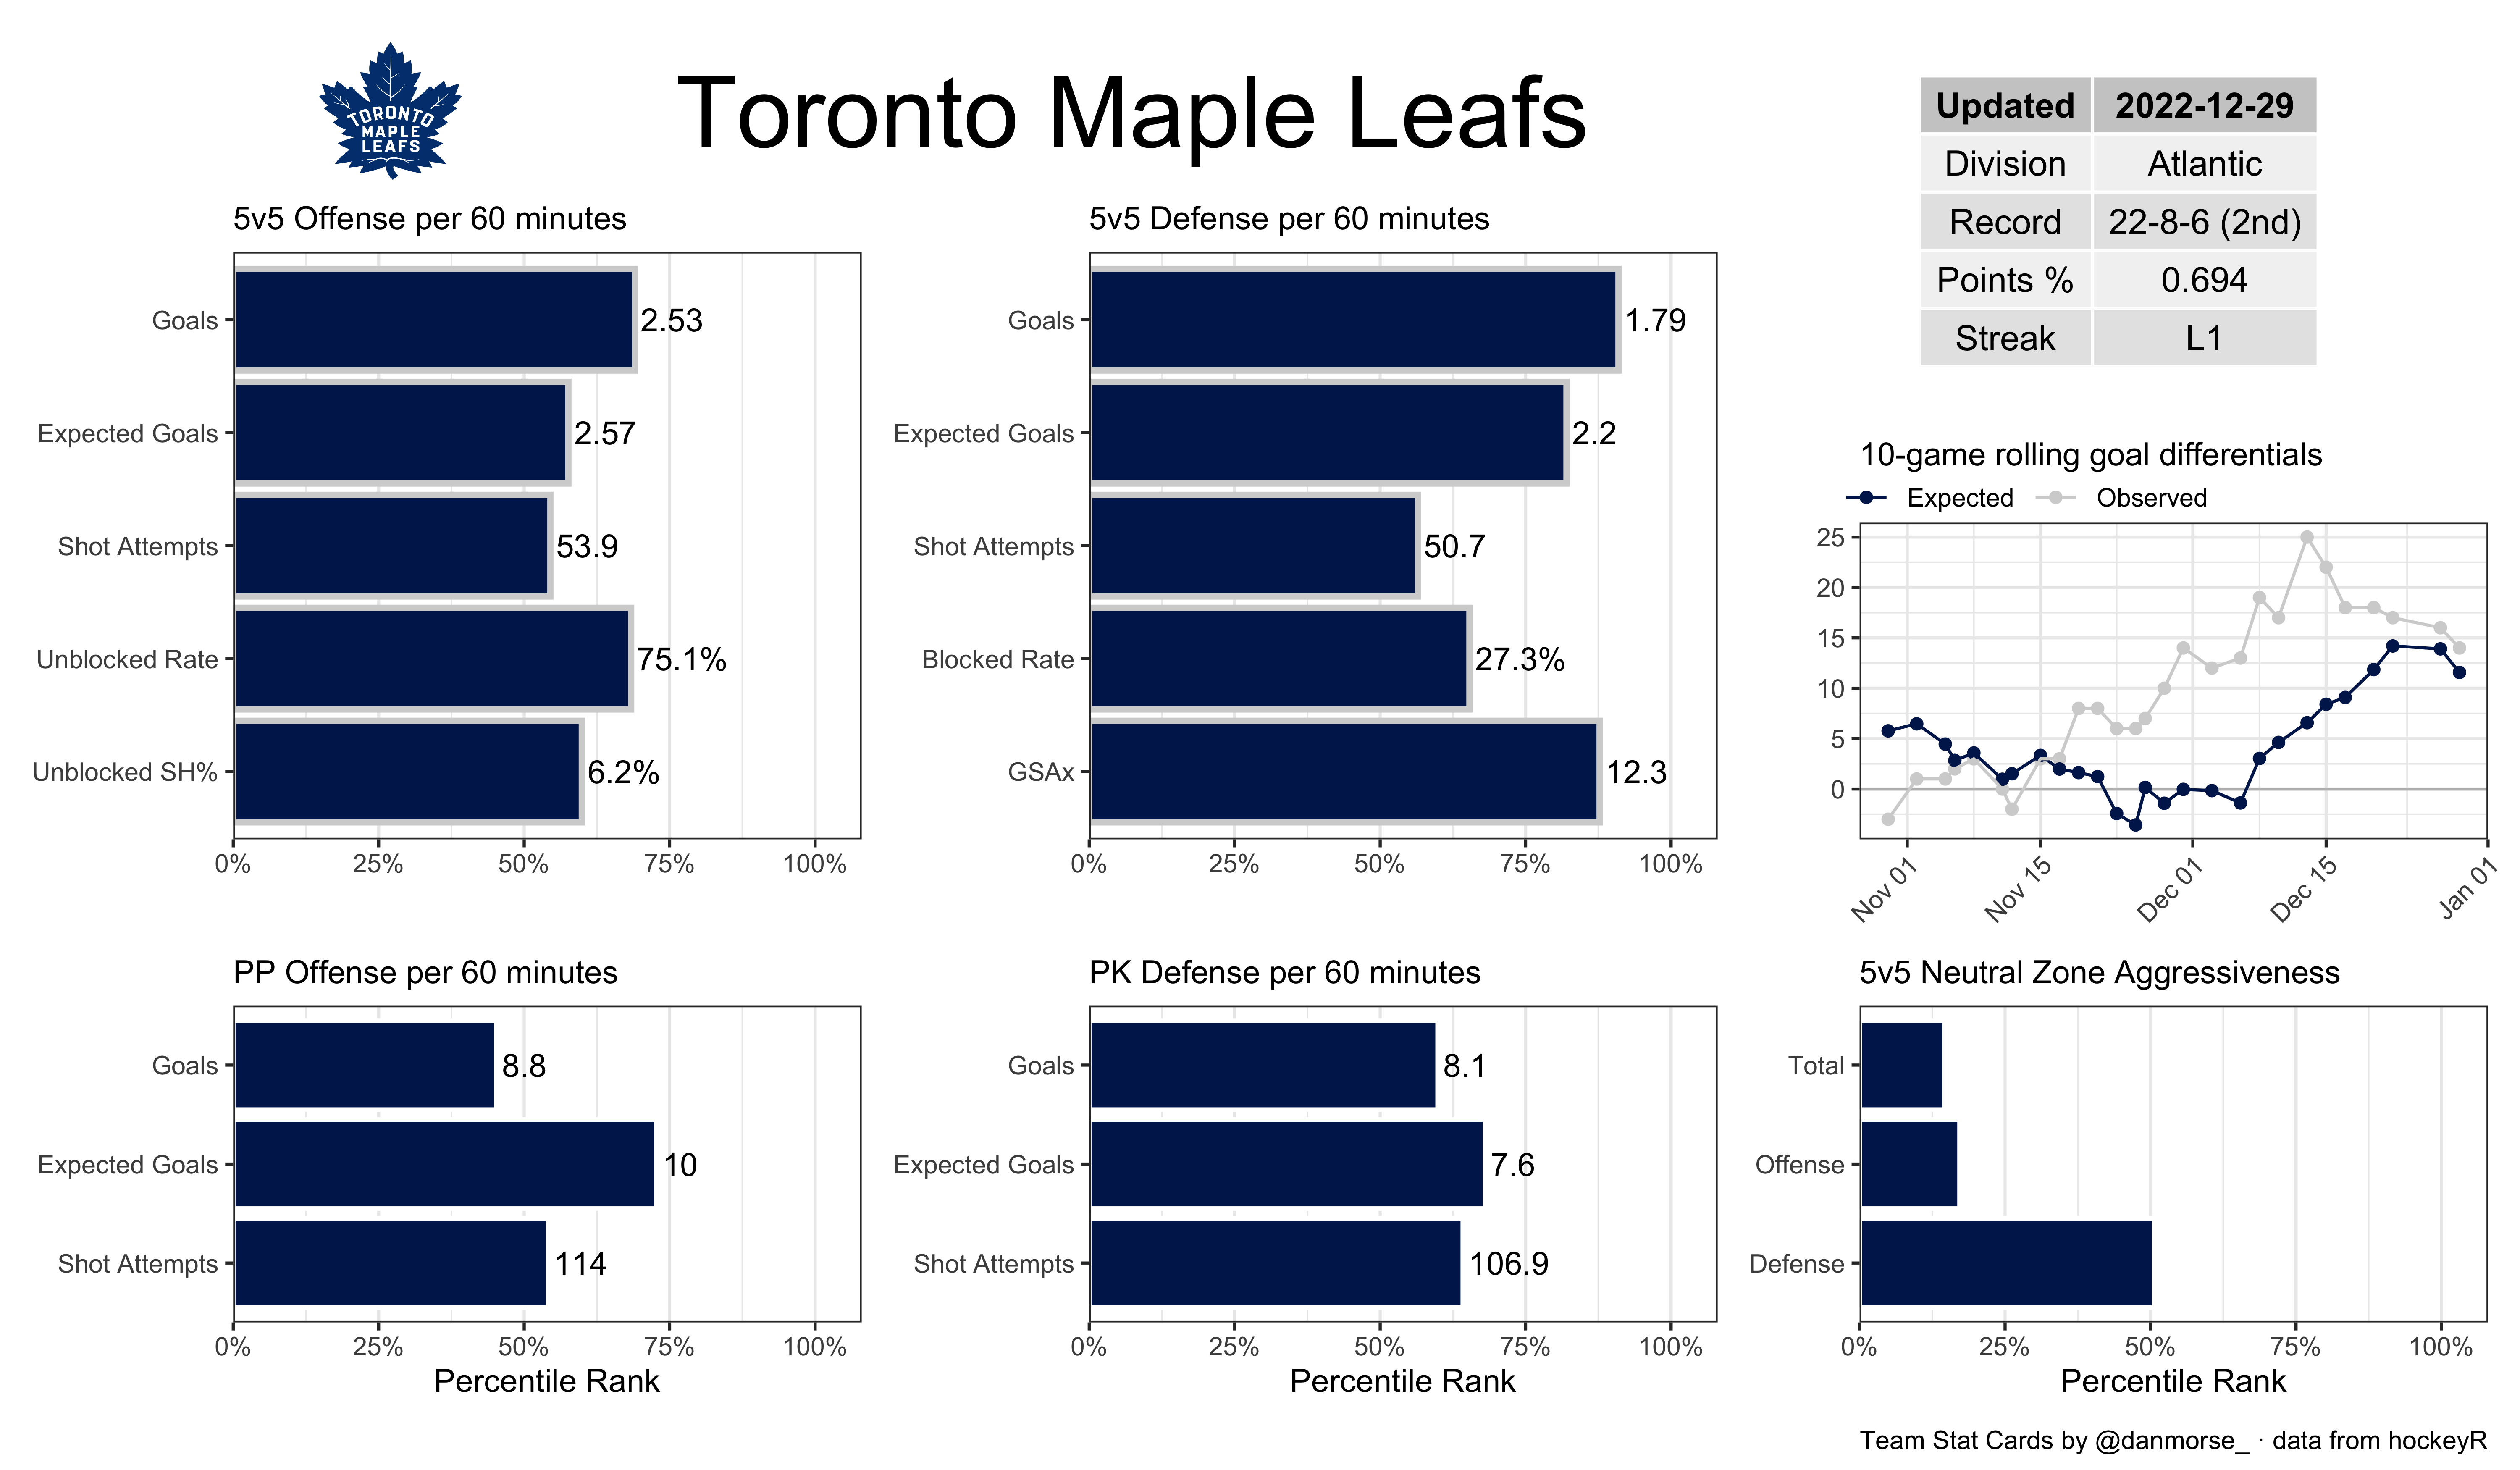 TORONTO
MAPLE
LEAFS
Toronto Maple Leafs
Updated 2022-12-29
Division Atlantic
Record 22-8-6 (2nd)
Points % 0.694
Streak L1
5v5 Offense per 60 minutes
Goals 2.53
Expected Goals 2.57
Shot Attempts 53.9
Unblocked Rate 75.1%
Unblocked SH% 6.2%
0% 25% 50% 75% 100%
5v5 Defense per 60 minutes
Goals 1.79
Expected Goals 2.2
Shot Attempts 50.7
Blocked Rate 27.3%
GSAx 12.3
0% 25% 50% 75% 100%
10-game rolling goal differentials
Expected Observed
25
20
15
10
5
0
Nov 01 Nov 15 Dec 01 Dec 15 Jan 01
PP Offense per 60 minutes
Goals 8.8
Expected Goals 10
Shot Attempts 114
0% 25% 50% 75% 100%
Percentile Rank
PK Defense per 60 minutes
Goals 8.1
Expected Goals 7.6
Shot Attempts 106.9
0% 25% 50% 75% 100%
Percentile Rank
5v5 Neutral Zone Aggressiveness
Total
Offense
Defense
0% 25% 50% 75% 100%
Percentile Rank
Team Stat Cards by @danmorse_ · data from hockeyR